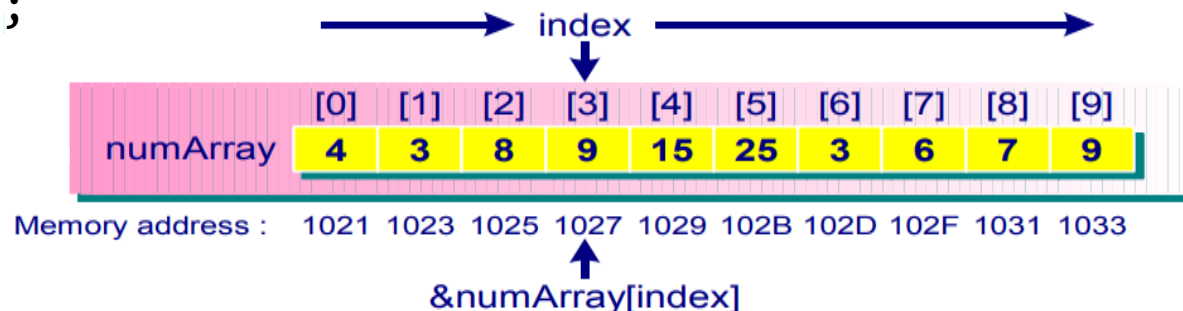 ;
index
[0] [1] [2] [3] [4] [5] [6] [7] [8] [9]
numArray 4 3 8 9 15 25 3 6 7 9
Memory address : 1021 1023 1025 1027 1029 102B 102D 102F 1031 1033
&numArray[index]